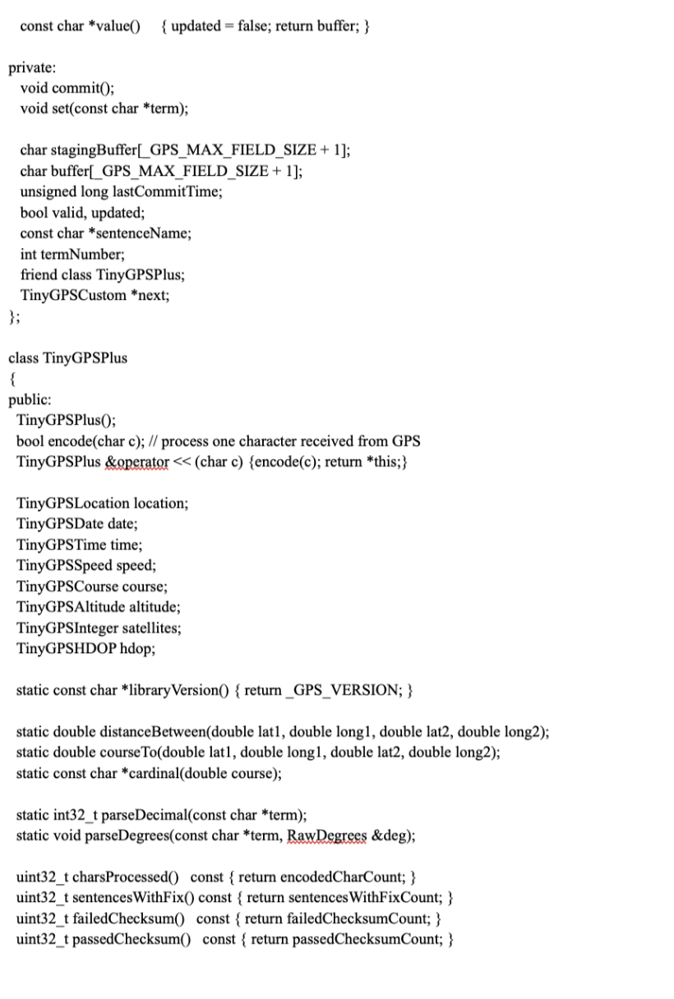 const char *value() { updated = false; return buffer; }
private:
void commit();
void set(const char *term);
char stagingBuffer[_GPS_MAX_FIELD_SIZE + 1];
char buffer[_GPS_MAX_FIELD_SIZE + 1];
unsigned long lastCommitTime;
bool valid, updated;
const char *sentenceName;
int termNumber;
friend class TinyGPSPlus;
TinyGPSCustom *next;
};
class TinyGPSPlus
{
public:
TinyGPSPlus();
bool encode(char c); // process one character received from GPS
TinyGPSPlus &operator << (char c) {encode(c); return *this;}
TinyGPSLocation location;
TinyGPSDate date;
TinyGPSTime time;
TinyGPSSpeed speed;
TinyGPSCourse course;
TinyGPSAltitude altitude;
TinyGPSInteger satellites;
TinyGPSHDOP hdop;
static const char *libraryVersion() { return _GPS_VERSION; }
static double distanceBetween(double lat1, double long1, double lat2, double long2);
static double courseTo(double lat1, double long1, double lat2, double long2);
static const char *cardinal(double course);
static int32_t parseDecimal(const char *term);
static void parseDegrees(const char *term, RawDegrees &deg);
uint32_t charsProcessed() const { return encodedCharCount; }
uint32_t sentencesWithFix() const { return sentencesWithFixCount; }
uint32_t failedChecksum() const { return failedChecksumCount; }
uint32_t passedChecksum() const { return passedChecksumCount; }